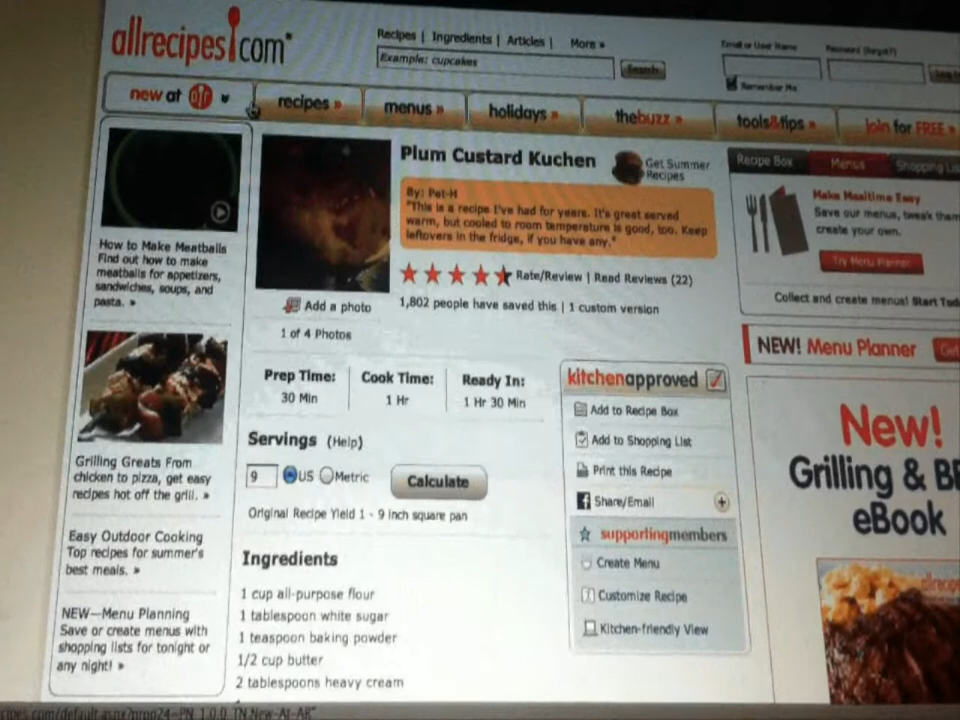 allrecipes.com
Recipes | Ingredients | Articles | More »
Example: cupcakes
Search
Email or User Name
Password (forgot?)
Remember Me
new at ar
recipes »
menus »
holidays »
thebuzz »
tools&tips »
join for FREE »
How to Make Meatballs
Find out how to make
meatballs for appetizers,
sandwiches, soups, and
pasta. »
Grilling Greats From
chicken to pizza, get easy
recipes hot off the grill. »
Easy Outdoor Cooking
Top recipes for summer's
best meals. »
NEW—Menu Planning
Save or create menus with
shopping lists for tonight or
any night! »
Plum Custard Kuchen
Get Summer
Recipes
By: Pat-H
"This is a recipe I've had for years. It's great served
warm, but cooled to room temperature is good, too. Keep
leftovers in the fridge, if you have any."
Rate/Review | Read Reviews (22)
1,802 people have saved this | 1 custom version
Add a photo
1 of 4 Photos
Prep Time:
30 Min
Cook Time:
1 Hr
Ready In:
1 Hr 30 Min
Servings (Help)
9 US Metric
Calculate
Original Recipe Yield 1 - 9 inch square pan
Ingredients
1 cup all-purpose flour
1 tablespoon white sugar
1 teaspoon baking powder
1/2 cup butter
2 tablespoons heavy cream
kitchenapproved
Add to Recipe Box
Add to Shopping List
Print this Recipe
Share/Email
supportingmembers
Create Menu
Customize Recipe
Kitchen-friendly View
Recipe Box
Menus
Shopping Lis
Make Mealtime Easy
Save our menus, tweak them
create your own.
Try Menu Planner
Collect and create menus! Start Tod
NEW! Menu Planner
New!
Grilling & B
eBook